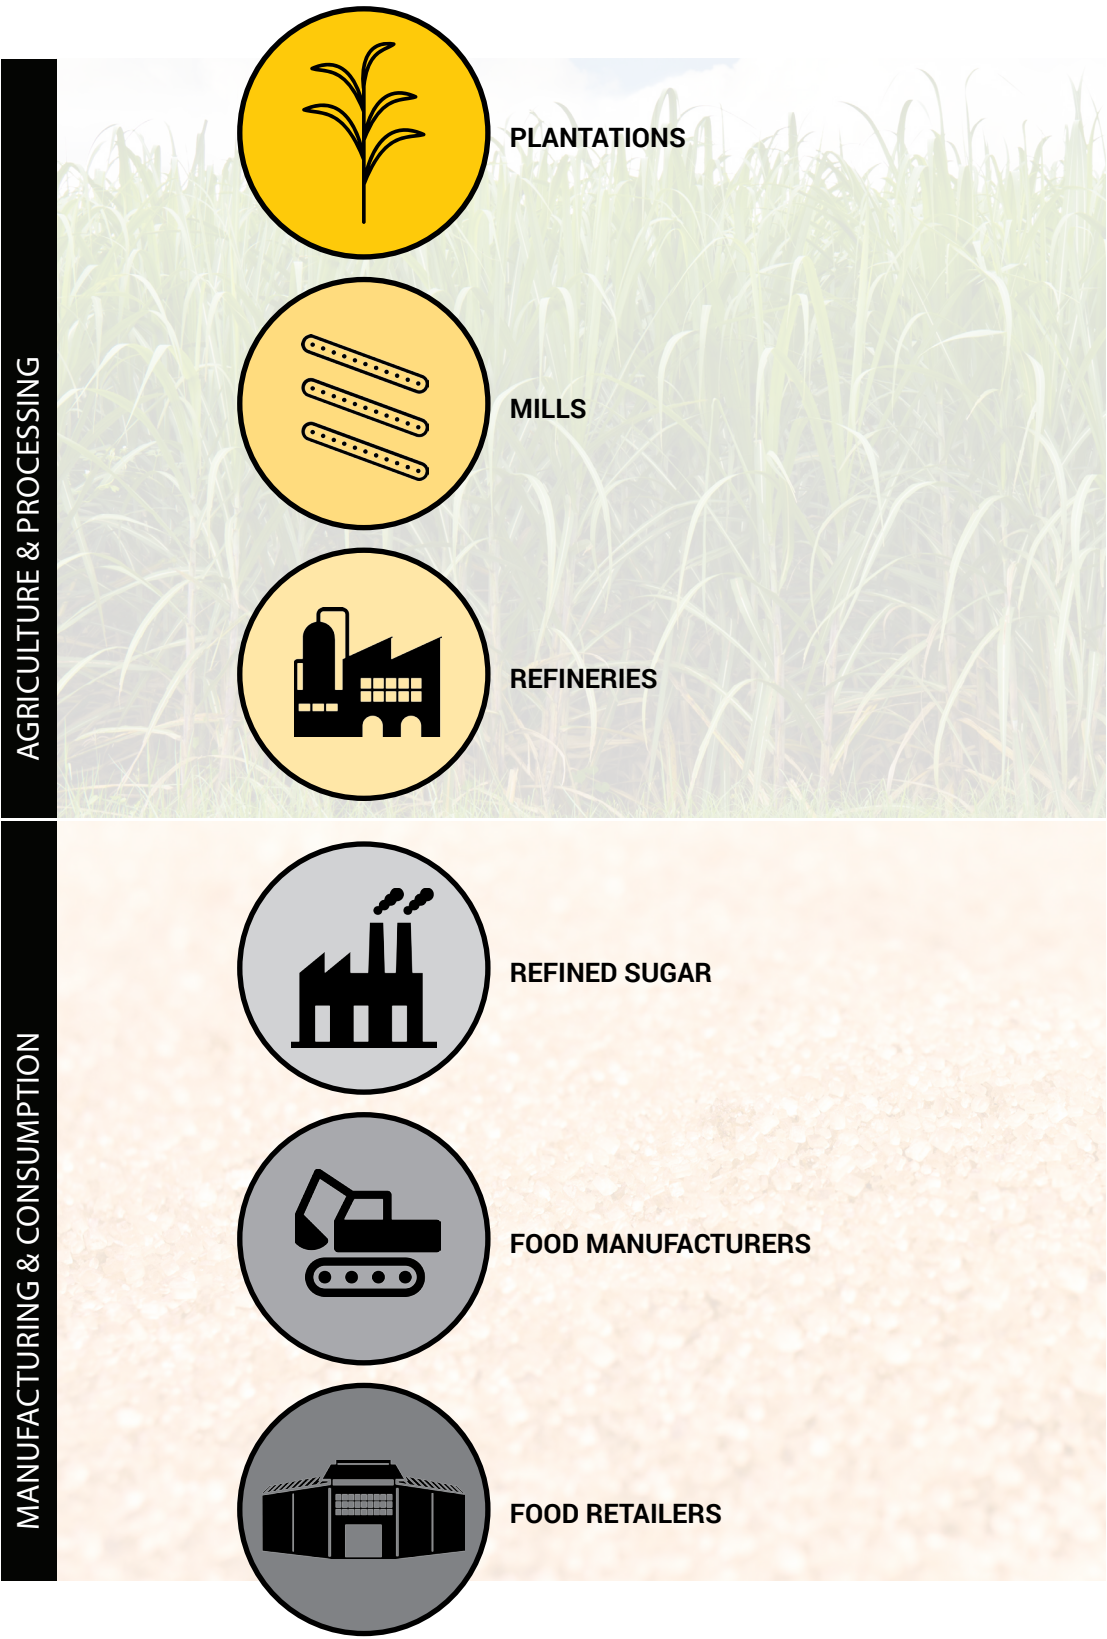 AGRICULTURE & PROCESSING
PLANTATIONS
MILLS
REFINERIES
MANUFACTURING & CONSUMPTION
REFINED SUGAR
FOOD MANUFACTURERS
FOOD RETAILERS